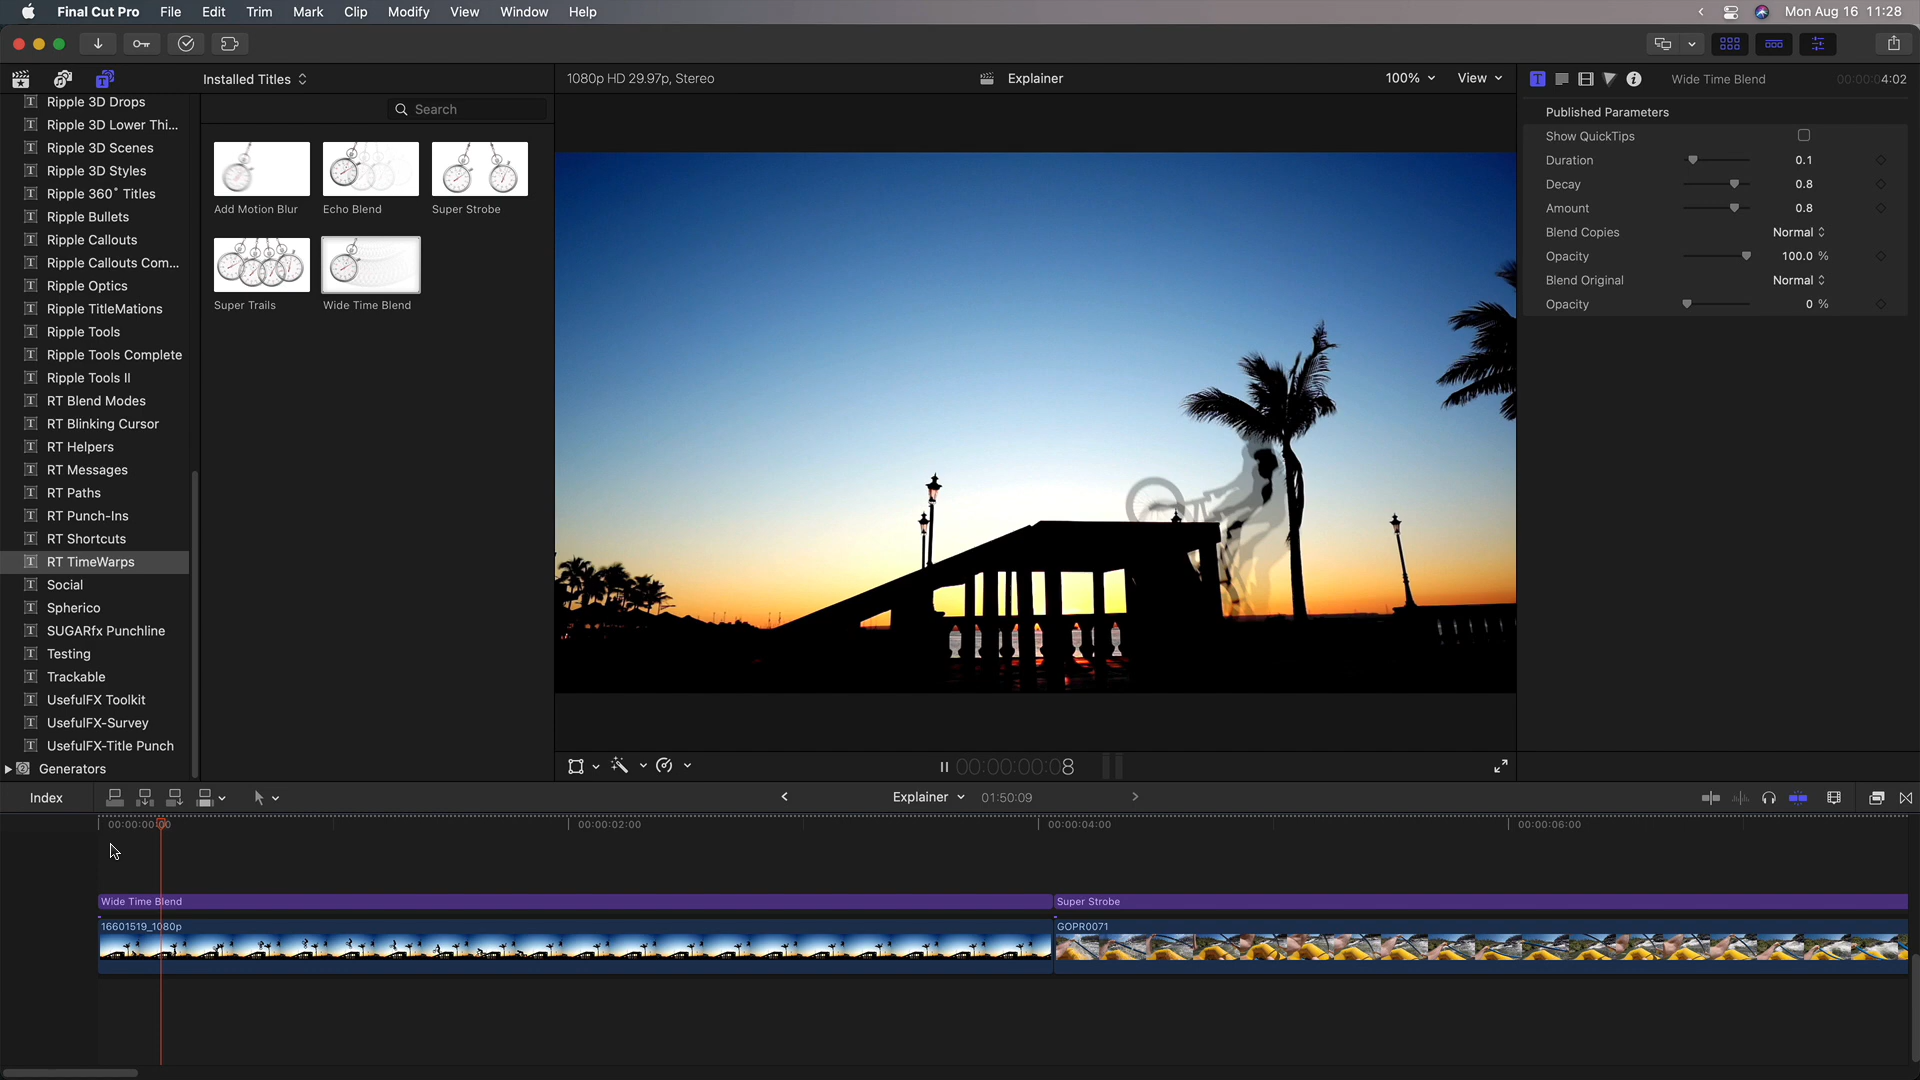 Final Cut Pro File Edit Trim Mark Clip Modify View Window Help
Mon Aug 16 11:28
Installed Titles
1080p HD 29.97p, Stereo
Explainer
100%
View
Wide Time Blend
00:00:04:02
Ripple 3D Drops
Ripple 3D Lower Thi...
Ripple 3D Scenes
Ripple 3D Styles
Ripple 360° Titles
Ripple Bullets
Ripple Callouts
Ripple Callouts Com...
Ripple Optics
Ripple TitleMations
Ripple Tools
Ripple Tools Complete
Ripple Tools II
RT Blend Modes
RT Blinking Cursor
RT Helpers
RT Messages
RT Paths
RT Punch-Ins
RT Shortcuts
RT TimeWarps
Social
Spherico
SUGARfx Punchline
Testing
Trackable
UsefulFX Toolkit
UsefulFX-Survey
UsefulFX-Title Punch
Generators
Search
Add Motion Blur
Echo Blend
Super Strobe
Super Trails
Wide Time Blend
Published Parameters
Show QuickTips
Duration 0.1
Decay 0.8
Amount 0.8
Blend Copies Normal
Opacity 100.0 %
Blend Original Normal
Opacity 0 %
00:00:00:08
Index
Explainer
01:50:09
00:00:00:00
00:00:02:00
00:00:04:00
00:00:06:00
Wide Time Blend
Super Strobe
16601519_1080p
GOPR0071